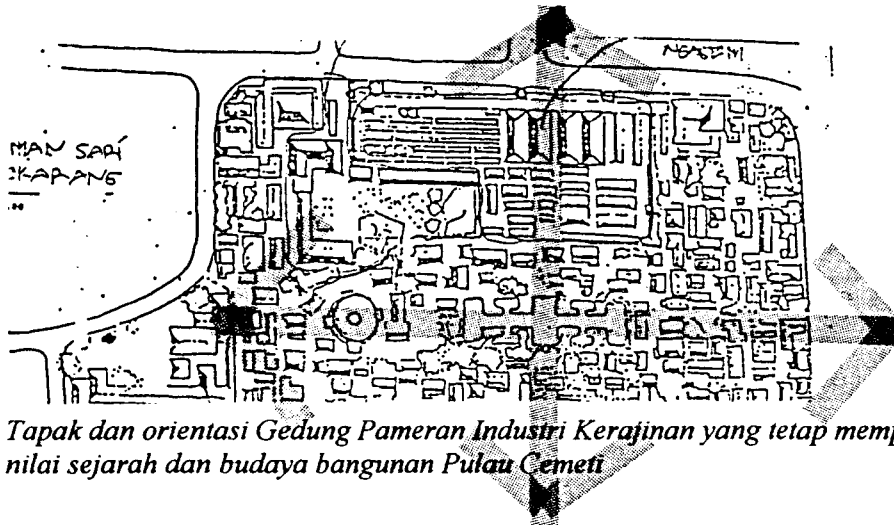 NGASEM
MAN SARI
KARANG
Tapak dan orientasi Gedung Pameran Industri Kerajinan yang tetap memp
nilai sejarah dan budaya bangunan Pulau Cemeti